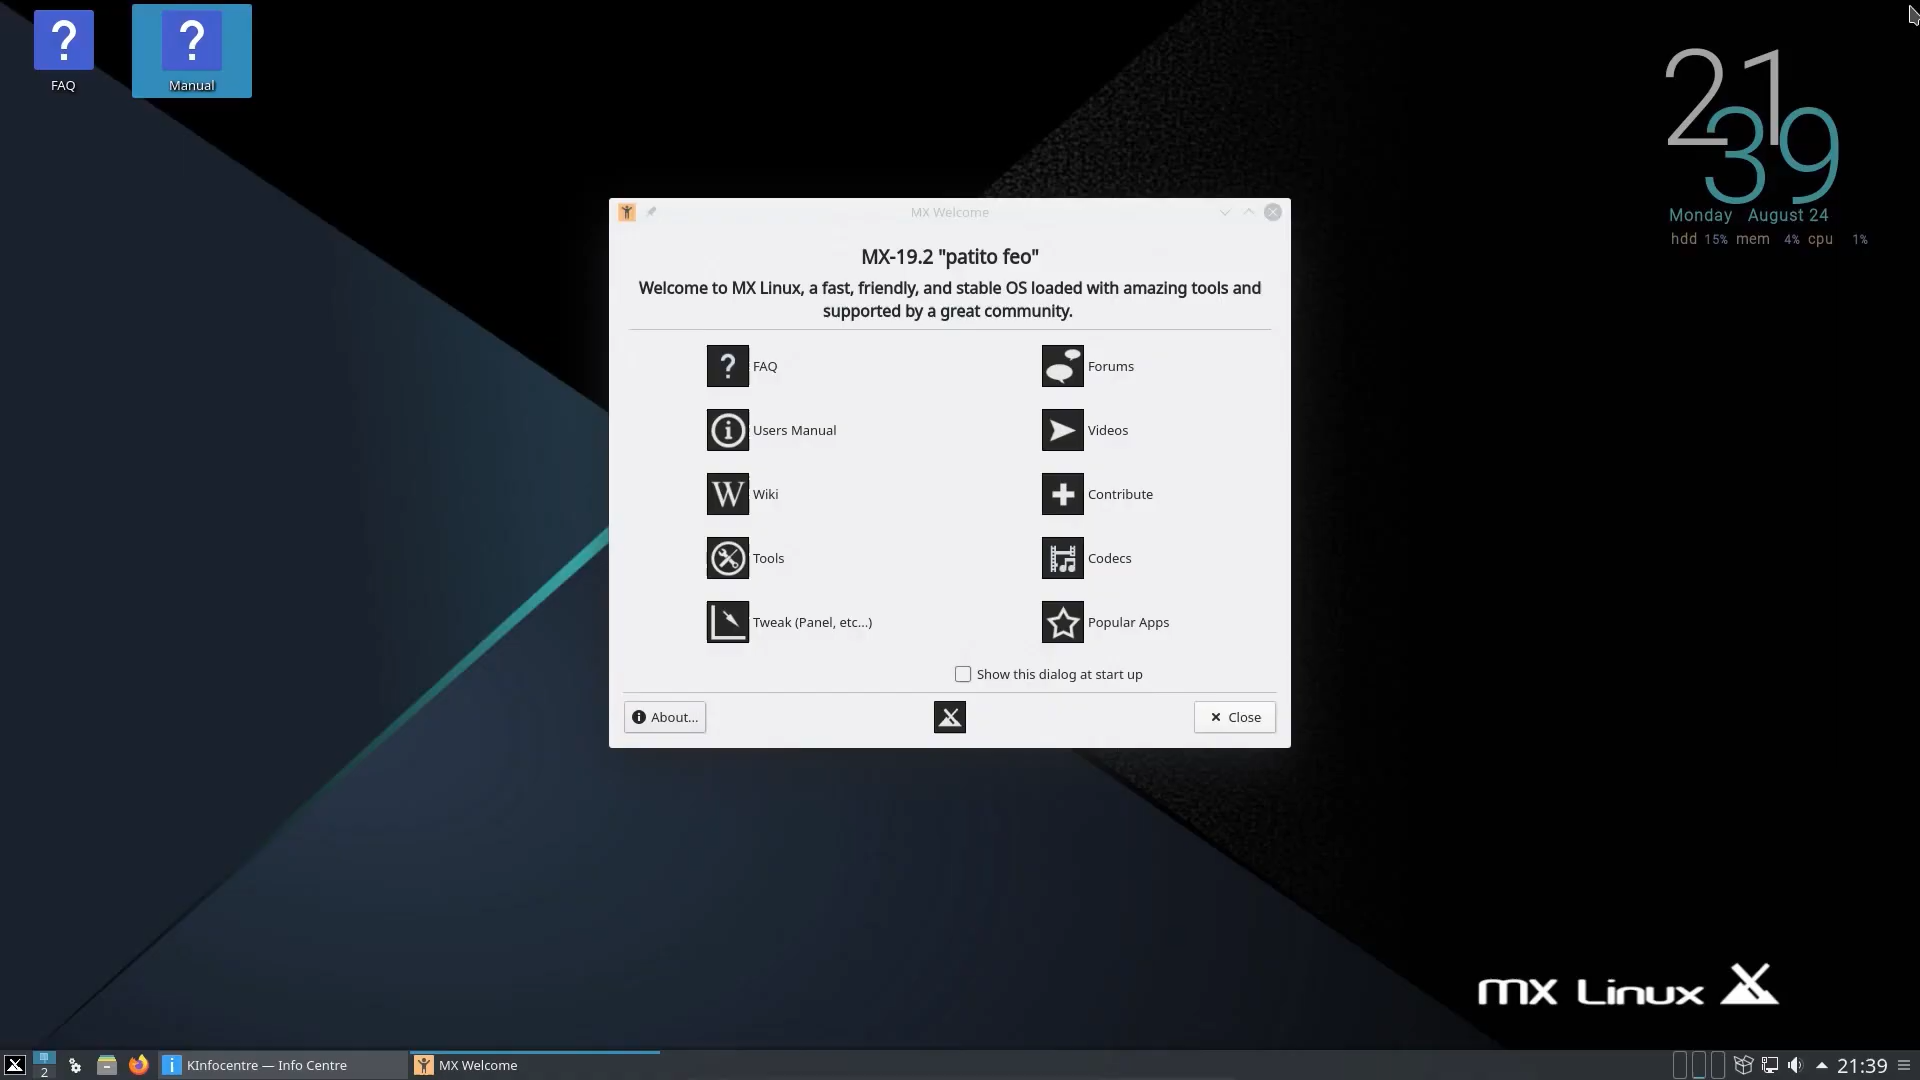 FAQ
Manual
21
39
Monday August 24
hdd 15% mem 4% cpu 1%
MX Welcome
MX-19.2 "patito feo"
Welcome to MX Linux, a fast, friendly, and stable OS loaded with amazing tools and
supported by a great community.
FAQ
Forums
Users Manual
Videos
W Wiki
Contribute
Tools
Codecs
Tweak (Panel, etc...)
Popular Apps
Show this dialog at start up
About...
Close
mx Linux
2
KInfocentre — Info Centre
MX Welcome
21:39